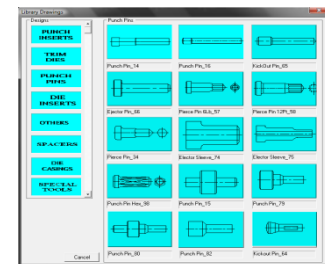 Library Drawings
Designs
PUNCH
INSERTS
TRIM
DIES
PUNCH
PINS
DIE
INSERTS
OTHERS
SPACERS
DIE
CASINGS
SPECIAL
TOOLS
Cancel
Punch Pins
Punch Pin_14
Punch Pin_16
KickOut Pin_65
Ejector Pin_36
Pierce Pin 6Lb_57
Pierce Pin 12Pt_58
Pierce Pin_34
Ejector Sleeve_74
Ejector Sleeve_75
Punch Pin Hex_98
Punch Pin_15
Punch Pin_79
Punch Pin_80
Punch Pin_82
Kickout Pin_64